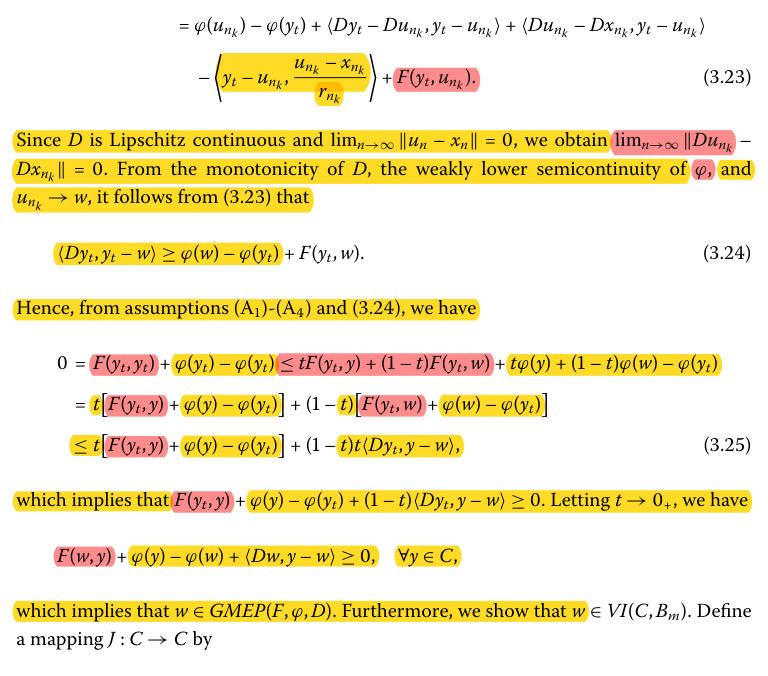 = φ(u_{n_k}) − φ(y_t) + ⟨Dy_t − Du_{n_k}, y_t − u_{n_k}⟩ + ⟨Du_{n_k} − Dx_{n_k}, y_t − u_{n_k}⟩
− ⟨y_t − u_{n_k}, \frac{u_{n_k} − x_{n_k}}{r_{n_k}}⟩ + F(y_t, u_{n_k}). (3.23)
Since D is Lipschitz continuous and lim_{n→∞} ‖u_n − x_n‖ = 0, we obtain lim_{n→∞} ‖Du_{n_k} −
Dx_{n_k}‖ = 0. From the monotonicity of D, the weakly lower semicontinuity of φ, and
u_{n_k} → w, it follows from (3.23) that
⟨Dy_t, y_t − w⟩ ≥ φ(w) − φ(y_t) + F(y_t, w). (3.24)
Hence, from assumptions (A_1)-(A_4) and (3.24), we have
0 = F(y_t, y_t) + φ(y_t) − φ(y_t) ≤ tF(y_t, y) + (1 − t)F(y_t, w) + tφ(y) + (1 − t)φ(w) − φ(y_t)
= t[F(y_t, y) + φ(y) − φ(y_t)] + (1 − t)[F(y_t, w) + φ(w) − φ(y_t)]
≤ t[F(y_t, y) + φ(y) − φ(y_t)] + (1 − t)t⟨Dy_t, y − w⟩, (3.25)
which implies that F(y_t, y) + φ(y) − φ(y_t) + (1 − t)⟨Dy_t, y − w⟩ ≥ 0. Letting t → 0_+, we have
F(w, y) + φ(y) − φ(w) + ⟨Dw, y − w⟩ ≥ 0, ∀y ∈ C,
which implies that w ∈ GMEP(F, φ, D). Furthermore, we show that w ∈ VI(C, B_m). Define
a mapping J : C → C by